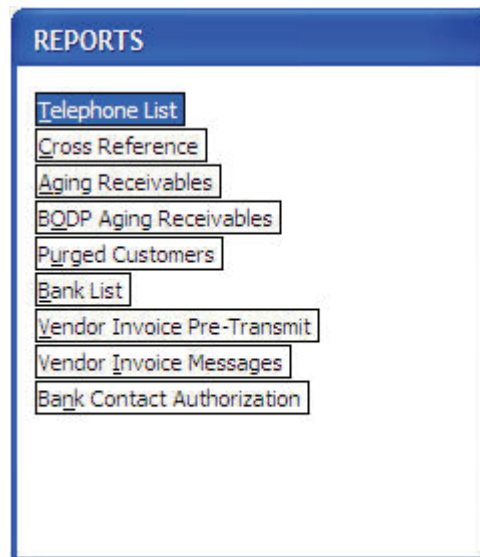 REPORTS
Telephone List
Cross Reference
Aging Receivables
BODP Aging Receivables
Purged Customers
Bank List
Vendor Invoice Pre-Transmit
Vendor Invoice Messages
Bank Contact Authorization